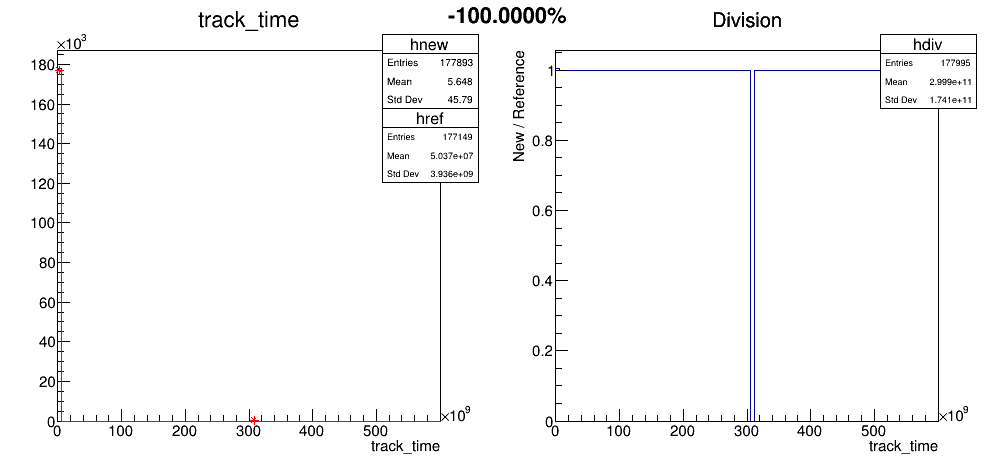 -100.0000%
track_time
×10³
hnew
Entries 177893
Mean 5.648
Std Dev 45.79
href
Entries 177149
Mean 5.037e+07
Std Dev 3.936e+09
180
160
140
120
100
80
60
40
20
0
0 100 200 300 400 500
×10⁹
track_time
Division
hdiv
Entries 177995
Mean 2.999e+11
Std Dev 1.741e+11
New / Reference
1
0.8
0.6
0.4
0.2
0
0 100 200 300 400 500
×10⁹
track_time